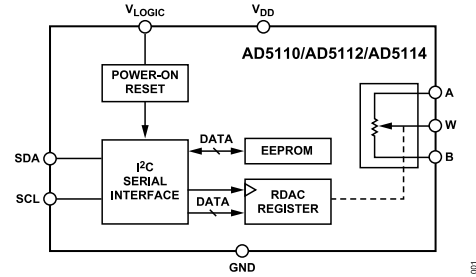 VLOGIC
VDD
AD5110/AD5112/AD5114
POWER-ON
RESET
A
W
B
DATA
EEPROM
SDA
I²C
SERIAL
INTERFACE
SCL
DATA
RDAC
REGISTER
GND
001